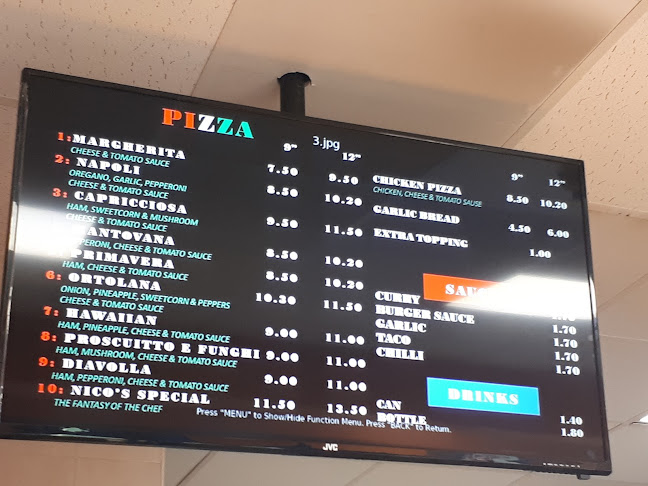 PIZZA
3.jpg
9" 12"
1: MARGHERITA 7.50 9.50
CHEESE & TOMATO SAUCE
2: NAPOLI 8.50 10.20
OREGANO, GARLIC, PEPPERONI
CHEESE & TOMATO SAUCE
3: CAPRICCIOSA 9.50 11.50
HAM, SWEETCORN & MUSHROOM
CHEESE & TOMATO SAUCE
MANTOVANA 8.50 10.20
PEPPERONI, CHEESE & TOMATO SAUCE
PRIMAVERA 8.50 10.20
HAM, CHEESE & TOMATO SAUCE
6: ORTOLANA 10.30 11.50
ONION, PINEAPPLE, SWEETCORN & PEPPERS
CHEESE & TOMATO SAUCE
7: HAWAIIAN 9.00 11.00
HAM, PINEAPPLE, CHEESE & TOMATO SAUCE
8: PROSCUITTO E FUNGHI 9.00 11.00
HAM, MUSHROOM, CHEESE & TOMATO SAUCE
9: DIAVOLLA 9.00 11.00
HAM, PEPPERONI, CHEESE & TOMATO SAUCE
10: NICO'S SPECIAL 11.50 13.50
THE FANTASY OF THE CHEF
9" 12"
CHICKEN PIZZA 8.50 10.20
CHICKEN, CHEESE & TOMATO SAUSE
GARLIC BREAD 4.50 6.00
EXTRA TOPPING 1.00
CURRY
BURGER SAUCE 1.70
GARLIC 1.70
TACO 1.70
CHILLI 1.70
DRINKS
CAN 1.40
BOTTLE 1.80
Press "MENU" to Show/Hide Function Menu. Press "BACK" to Return.
JVC